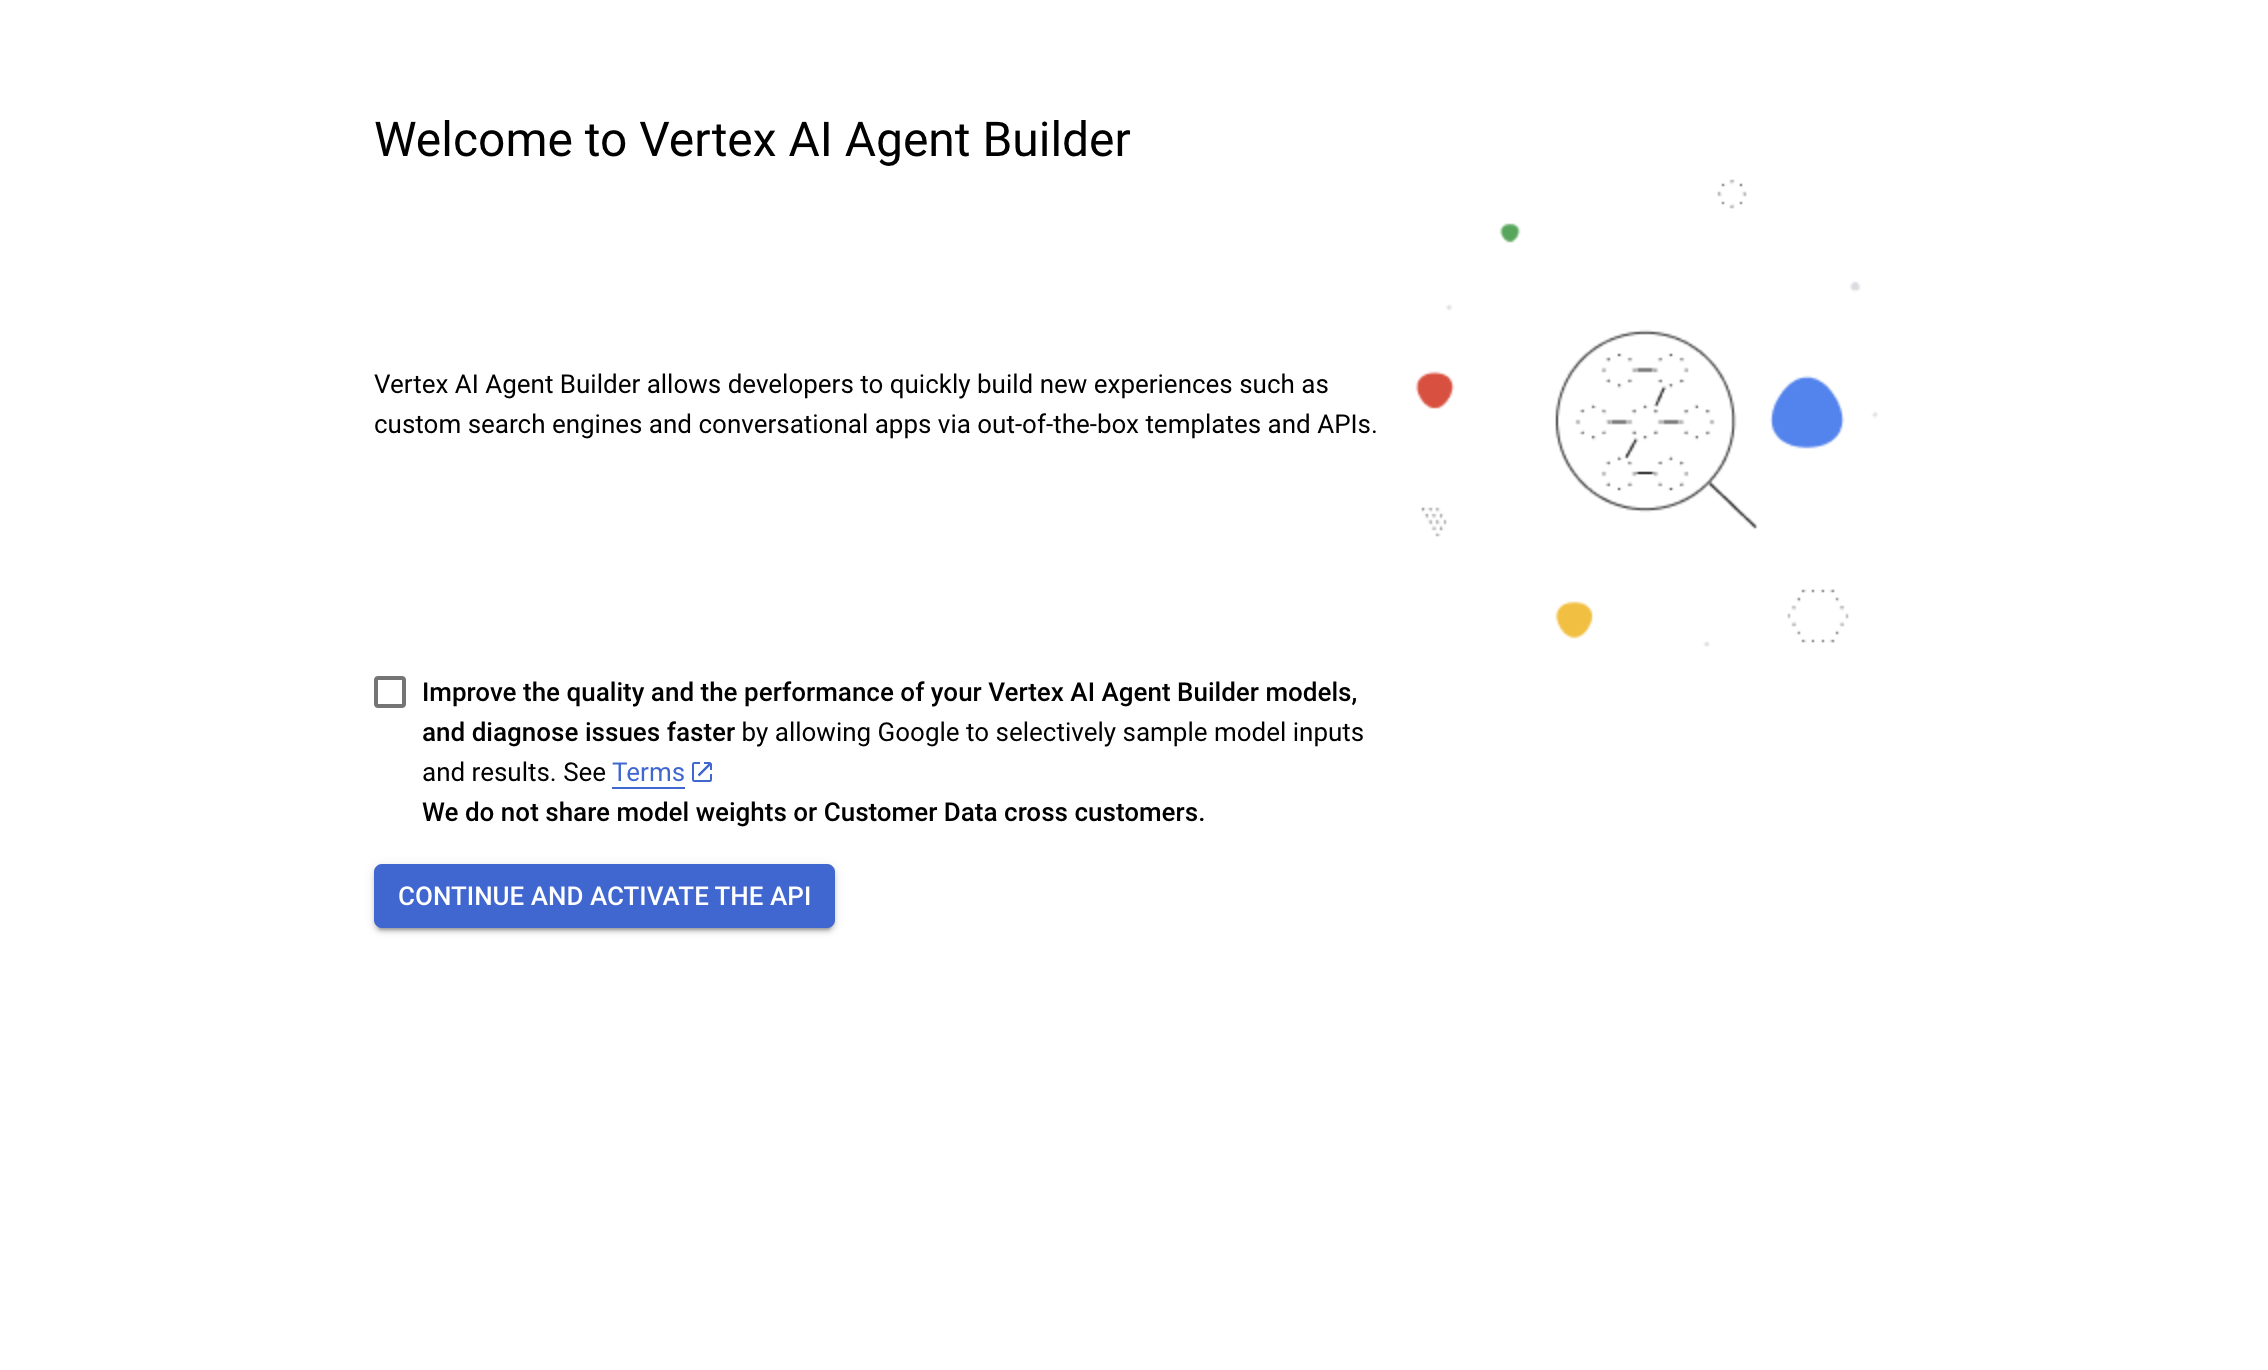 Welcome to Vertex AI Agent Builder
Vertex AI Agent Builder allows developers to quickly build new experiences such as
custom search engines and conversational apps via out-of-the-box templates and APIs.
Improve the quality and the performance of your Vertex AI Agent Builder models,
and diagnose issues faster by allowing Google to selectively sample model inputs
and results. See Terms
We do not share model weights or Customer Data cross customers.
CONTINUE AND ACTIVATE THE API